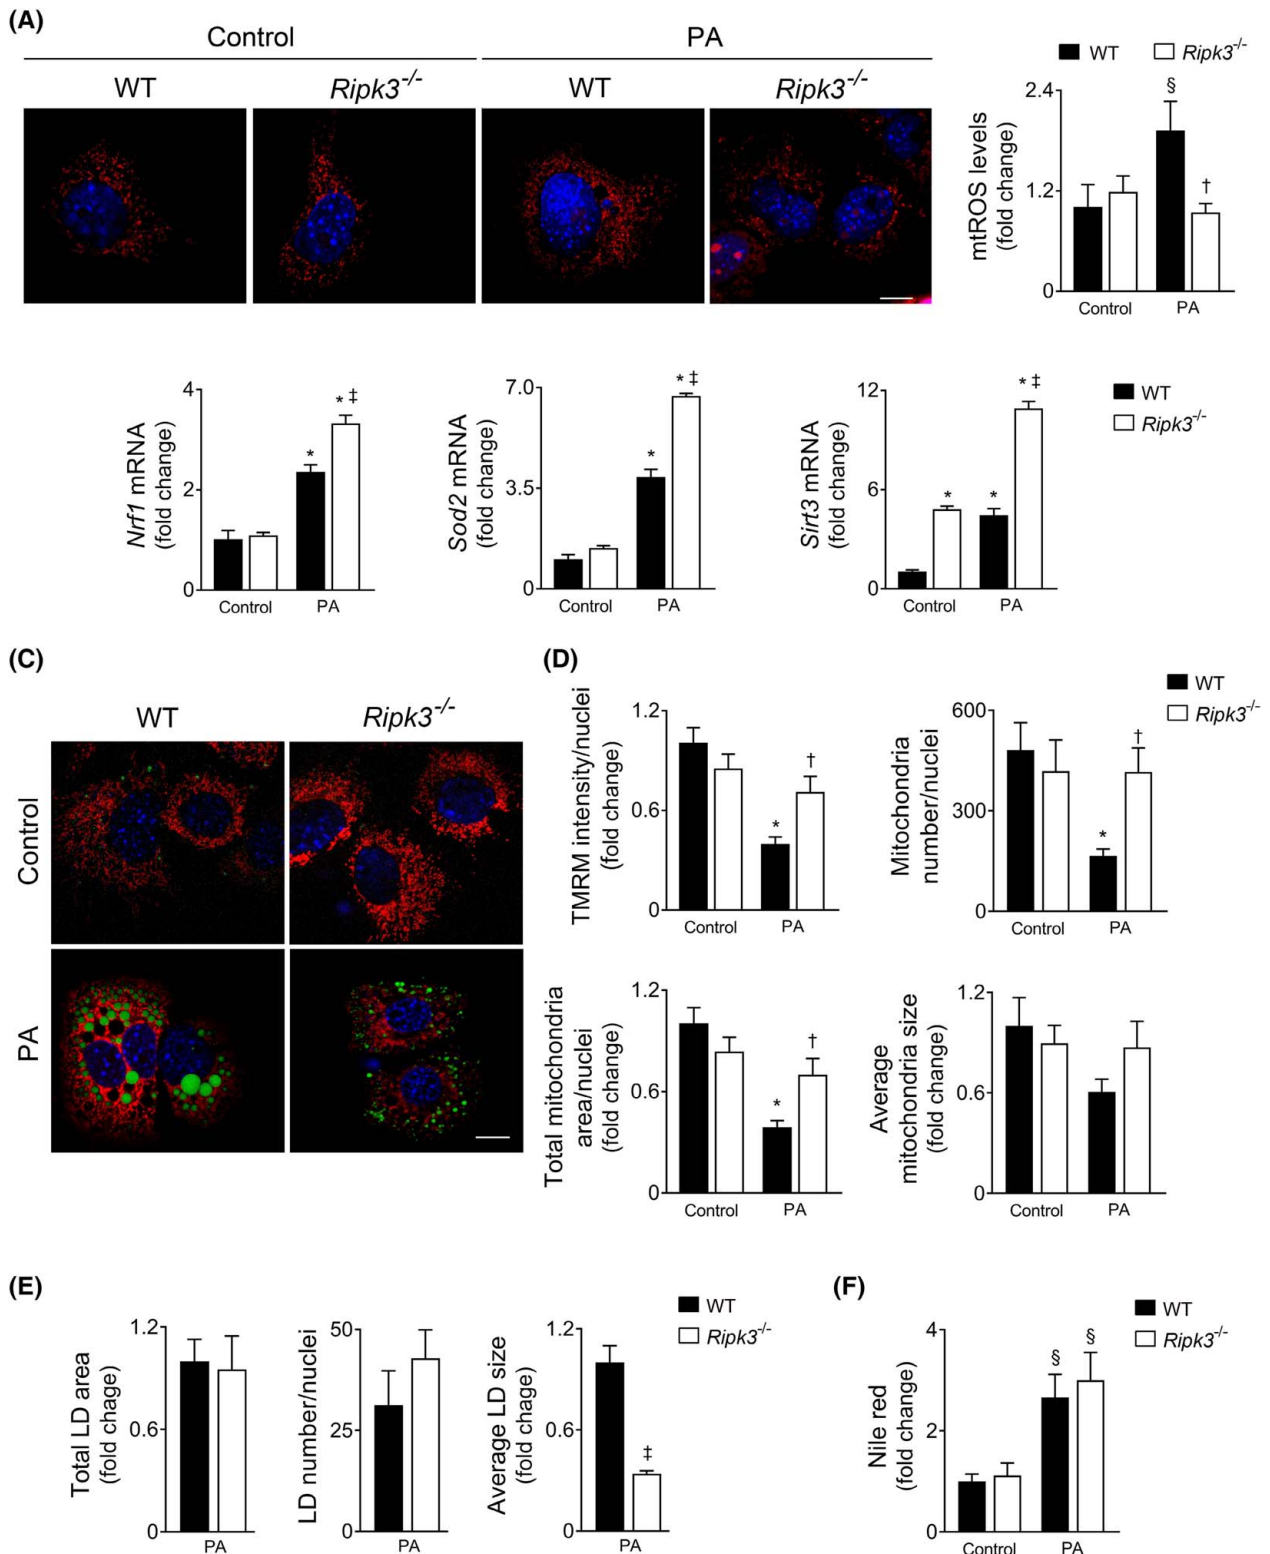 (A)
Control
PA
WT
Ripk3-/-
WT
Ripk3-/-
WT
Ripk3-/-
mtROS levels
(fold change)
2.4
1.2
0
§
†
Control
PA
Nrf1 mRNA
(fold change)
4
2
0
*
* ‡
Control
PA
Sod2 mRNA
(fold change)
7.0
3.5
0
*
* ‡
Control
PA
Sirt3 mRNA
(fold change)
12
6
0
*
*
* ‡
Control
PA
WT
Ripk3-/-
(C)
WT
Ripk3-/-
Control
PA
(D)
WT
Ripk3-/-
TMRM intensity/nuclei
(fold change)
1.2
0.6
0
*
†
Control
PA
Mitochondria
number/nuclei
600
300
0
*
†
Control
PA
Total mitochondria
area/nuclei
(fold change)
1.2
0.6
0
*
†
Control
PA
Average
mitochondria size
(fold change)
1.2
0.6
0
Control
PA
(E)
WT
Ripk3-/-
Total LD area
(fold chage)
1.2
0.6
0
PA
LD number/nuclei
50
25
0
PA
Average LD size
(fold chage)
1.2
0.6
0
‡
PA
(F)
WT
Ripk3-/-
Nile red
(fold change)
4
2
0
§
§
Control
PA